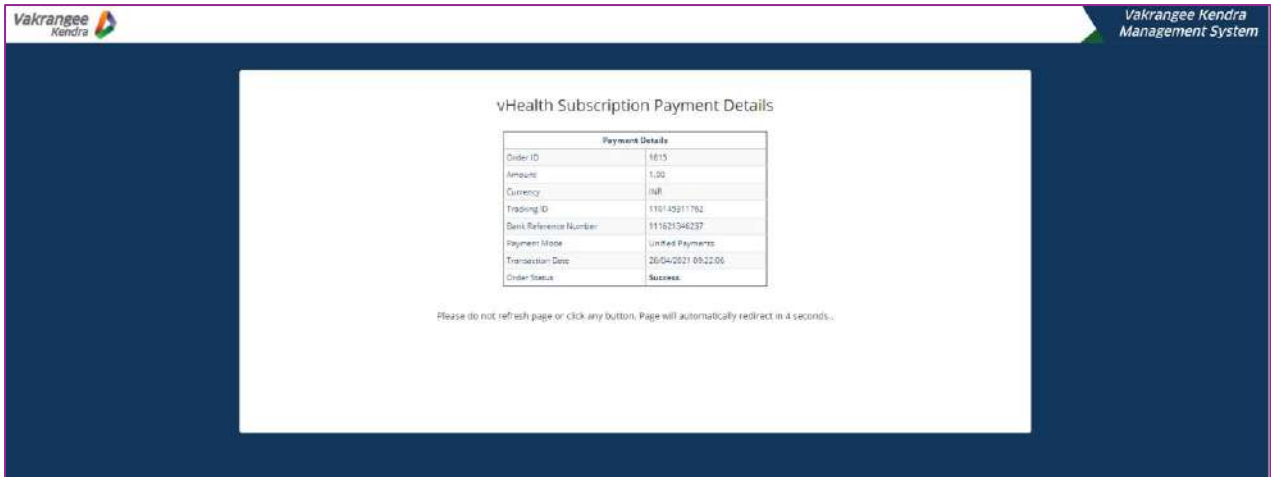 Vakrangee
Kendra
Vakrangee Kendra
Management System
vHealth Subscription Payment Details
Payment Details
Order ID 1615
Amount 1.00
Currency INR
Tracking ID
Bank Reference Number 111621346237
Payment Mode Unified Payments
Transaction Date 26/04/2021 09:22:06
Order Status Success
Please do not refresh page or click any button. Page will automatically redirect in 4 seconds..